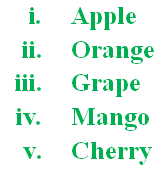 i. Apple
ii. Orange
iii. Grape
iv. Mango
v. Cherry